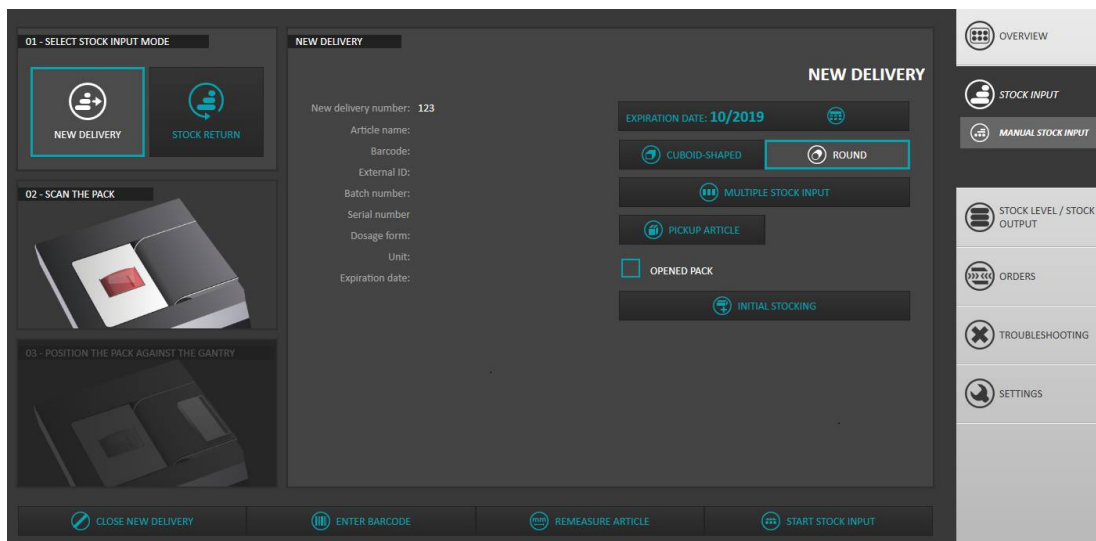 01 - SELECT STOCK INPUT MODE
NEW DELIVERY
STOCK RETURN
02 - SCAN THE PACK
03 - POSITION THE PACK AGAINST THE GANTRY
NEW DELIVERY
NEW DELIVERY
New delivery number: 123
Article name:
Barcode:
External ID:
Batch number:
Serial number
Dosage form:
Unit:
Expiration date:
EXPIRATION DATE: 10/2019
CUBOID-SHAPED
ROUND
MULTIPLE STOCK INPUT
PICKUP ARTICLE
OPENED PACK
INITIAL STOCKING
CLOSE NEW DELIVERY
ENTER BARCODE
mm
REMEASURE ARTICLE
START STOCK INPUT
OVERVIEW
STOCK INPUT
MANUAL STOCK INPUT
STOCK LEVEL / STOCK
OUTPUT
ORDERS
TROUBLESHOOTING
SETTINGS